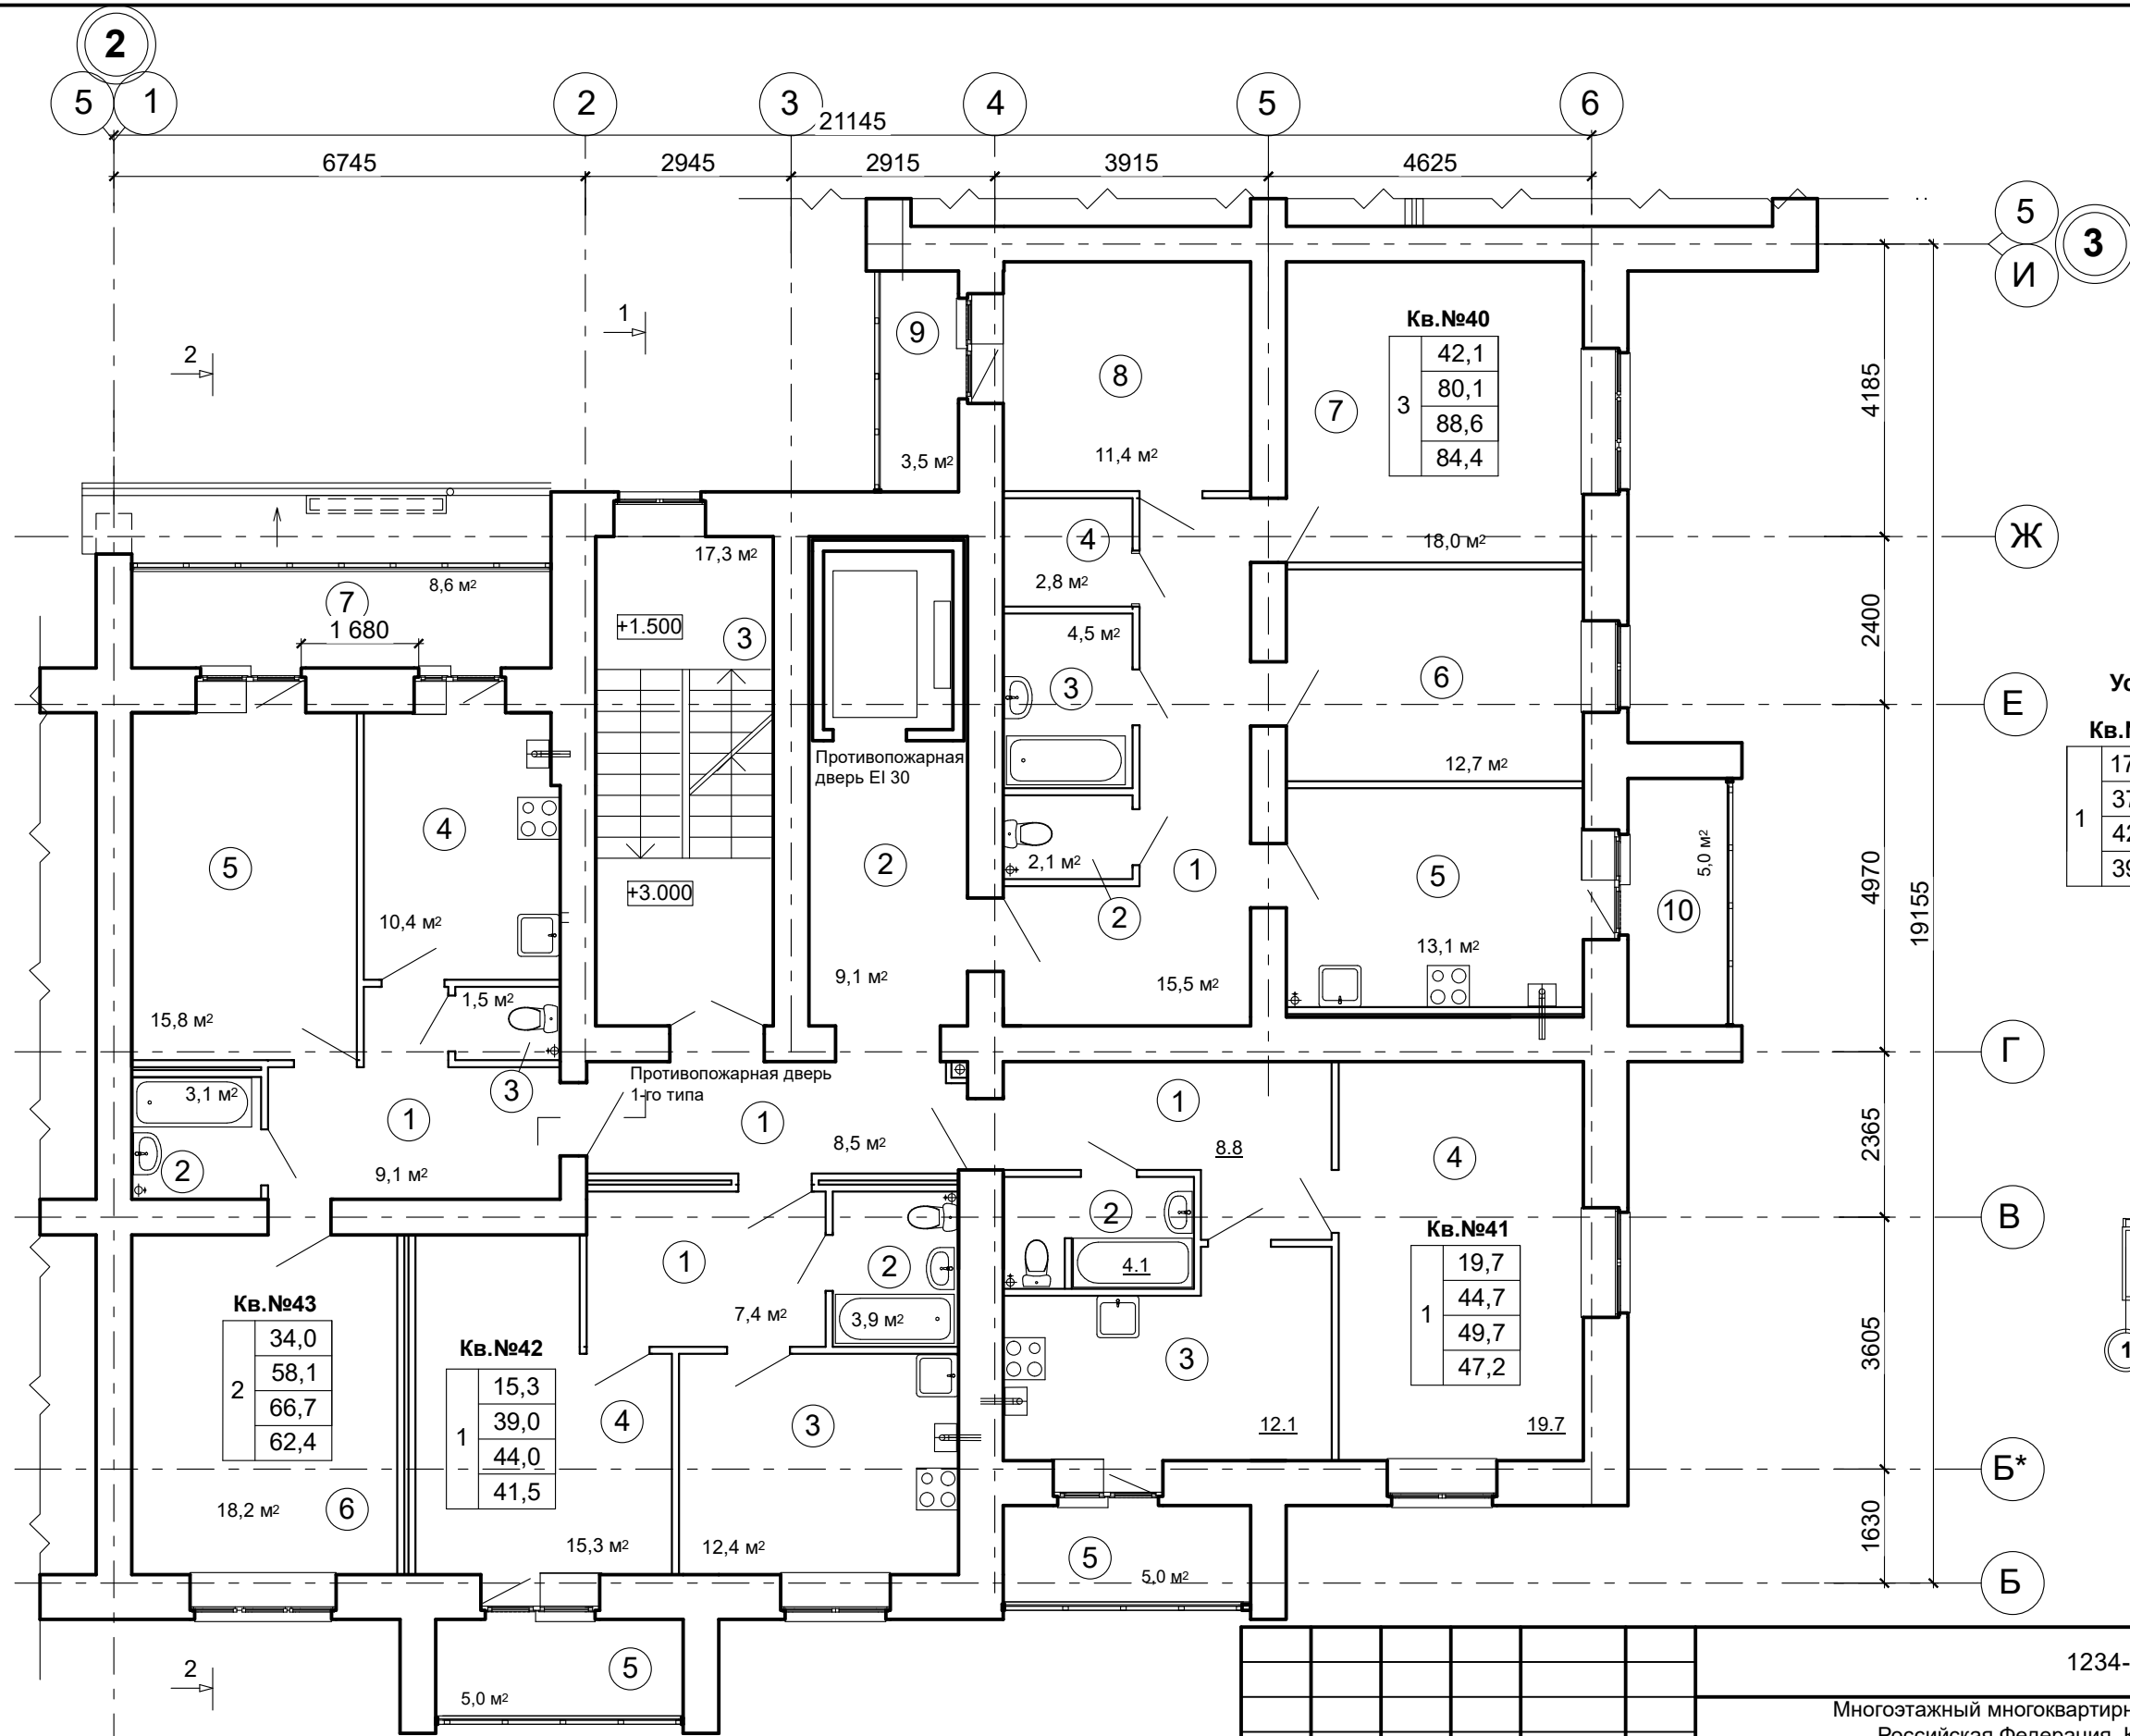 2
5 1 2 3 4 5 6
21145
6745 2945 2915 3915 4625
5
И
3
Ж
Е
Г
В
Б*
Б
4185
2400
4970
2365
3605
1630
19155
1
2
9
3,5 м2
8
11,4 м2
Кв.№40
3
42,1
80,1
88,6
84,4
7
18,0 м2
4
2,8 м2
4,5 м2
3
6
12,7 м2
2,1 м2
2
1
15,5 м2
5
13,1 м2
10
5,0 м2
17,3 м2
+1.500
3
+3.000
Противопожарная
дверь EI 30
2
9,1 м2
8,6 м2
7
1 680
5
15,8 м2
4
10,4 м2
1,5 м2
3
3,1 м2
2
1
9,1 м2
Противопожарная дверь
1-го типа
1
8,5 м2
Кв.№43
2
34,0
58,1
66,7
62,4
18,2 м2
6
1
7,4 м2
2
3,9 м2
Кв.№42
1
15,3
39,0
44,0
41,5
4
15,3 м2
3
12,4 м2
5
5,0 м2
2
1
8.8
2
4.1
4
Кв.№41
1
19,7
44,7
49,7
47,2
3
12.1
19.7
5
5,0 м2
1
1234-